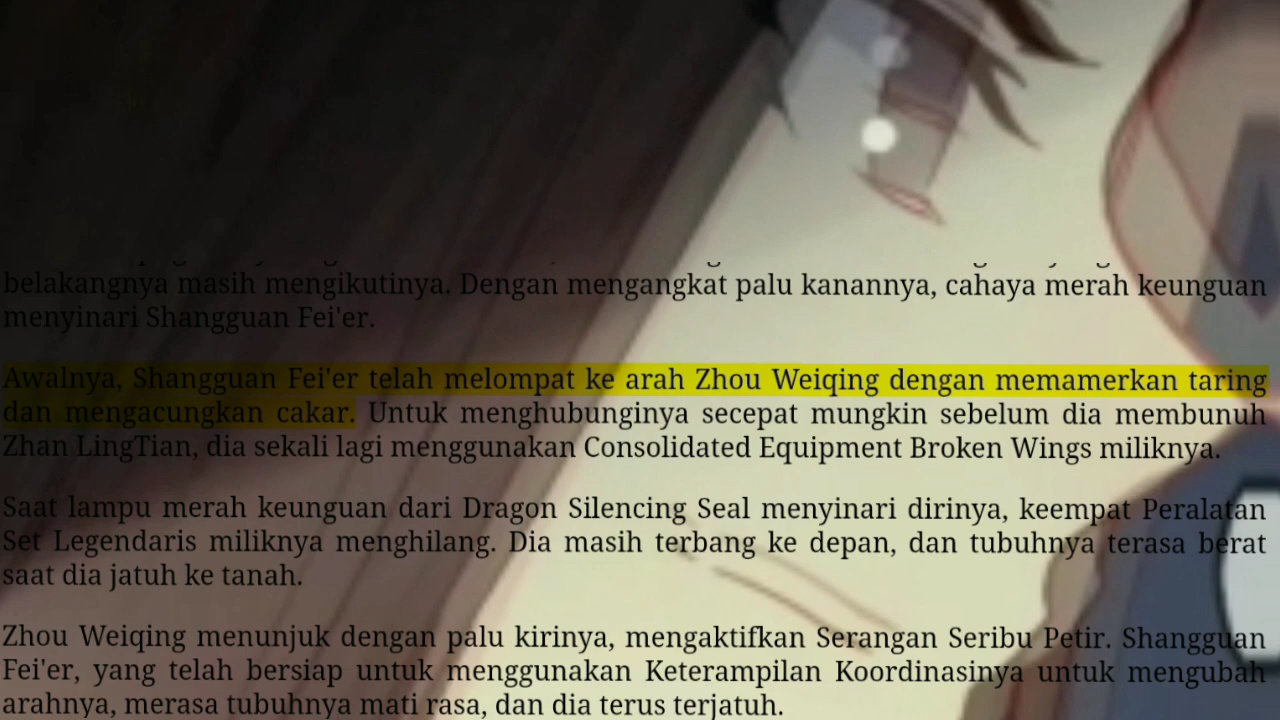 belakangnya masih mengikutinya. Dengan mengangkat palu kanannya, cahaya merah keunguan
menyinari Shangguan Fei'er.
Awalnya, Shangguan Fei'er telah melompat ke arah Zhou Weiqing dengan memamerkan taring
dan mengacungkan cakar. Untuk menghubunginya secepat mungkin sebelum dia membunuh
Zhan LingTian, dia sekali lagi menggunakan Consolidated Equipment Broken Wings miliknya.
Saat lampu merah keunguan dari Dragon Silencing Seal menyinari dirinya, keempat Peralatan
Set Legendaris miliknya menghilang. Dia masih terbang ke depan, dan tubuhnya terasa berat
saat dia jatuh ke tanah.
Zhou Weiqing menunjuk dengan palu kirinya, mengaktifkan Serangan Seribu Petir. Shangguan
Fei'er, yang telah bersiap untuk menggunakan Keterampilan Koordinasinya untuk mengubah
arahnya, merasa tubuhnya mati rasa, dan dia terus terjatuh.